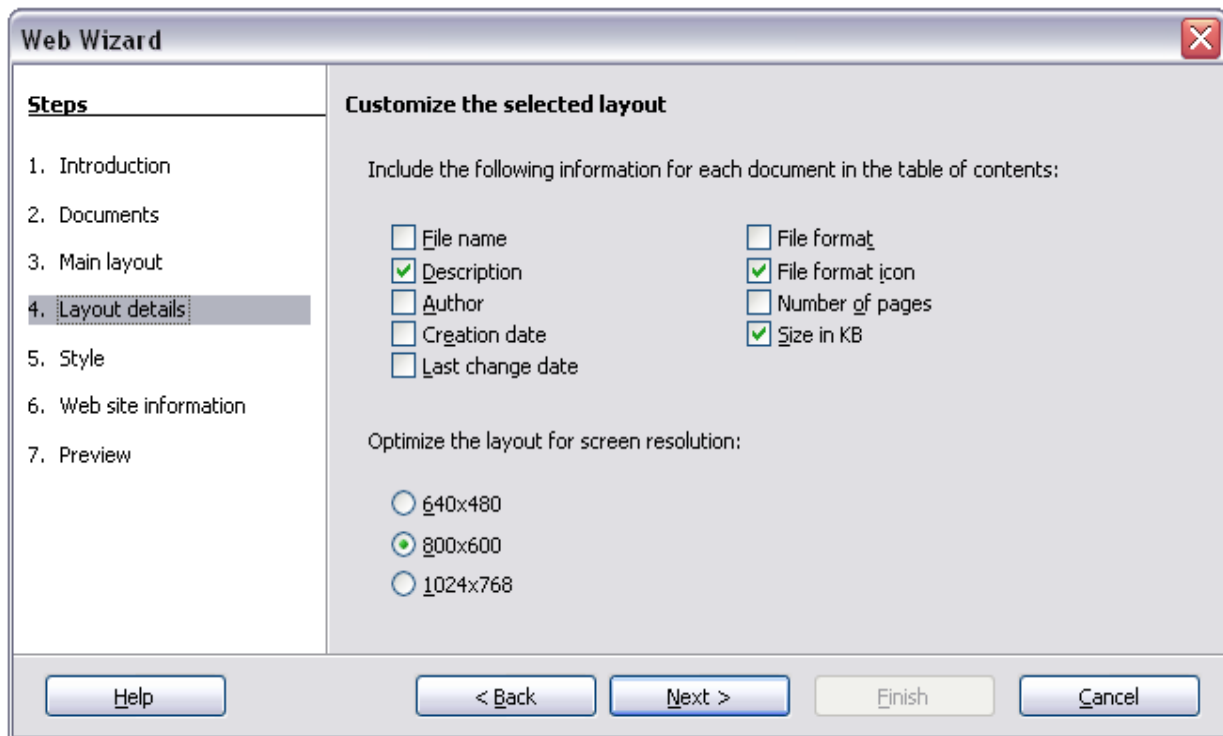 Web Wizard
Steps
1. Introduction
2. Documents
3. Main layout
4. Layout details
5. Style
6. Web site information
7. Preview
Customize the selected layout
Include the following information for each document in the table of contents:
File name
Description
Author
Creation date
Last change date
File format
File format icon
Number of pages
Size in KB
Optimize the layout for screen resolution:
640x480
800x600
1024x768
Help
< Back
Next >
Finish
Cancel